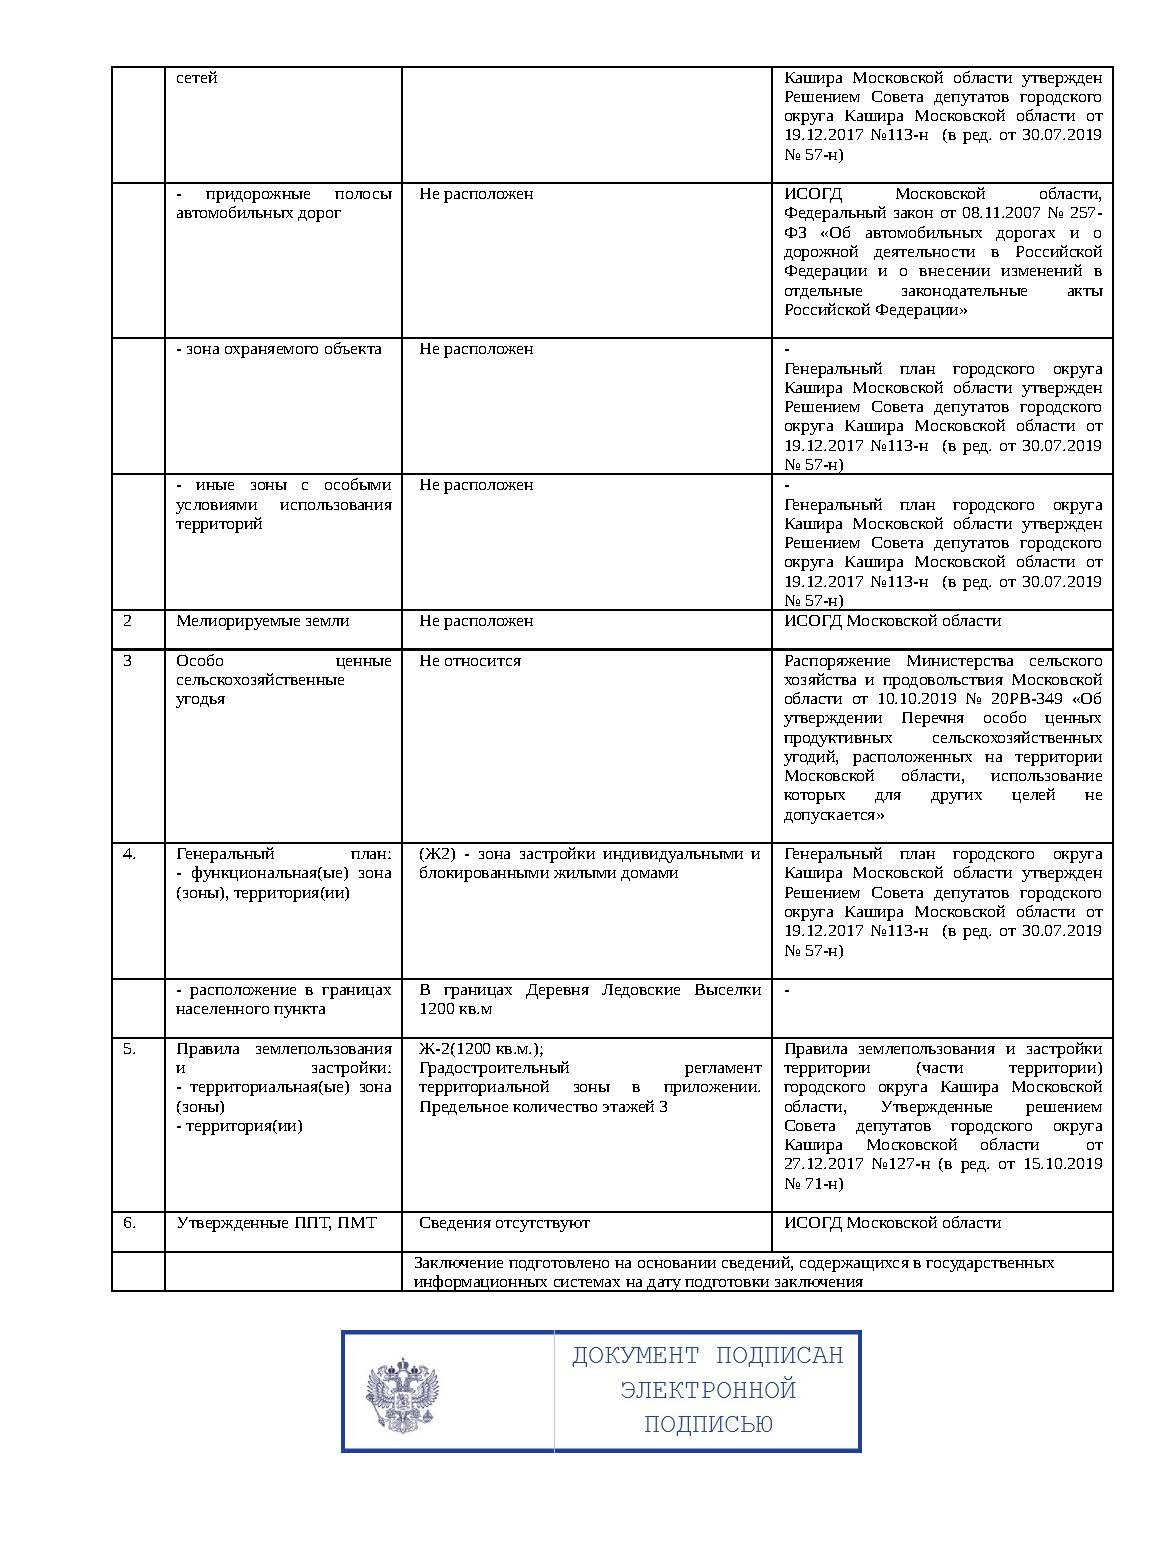 сетей
Кашира Московской области утвержден
Решением Совета депутатов городского
округа Кашира Московской области от
19.12.2017 №113-н (в ред. от 30.07.2019
№ 57-н)
- придорожные полосы
автомобильных дорог
Не расположен
ИСОГД Московской области,
Федеральный закон от 08.11.2007 № 257-
ФЗ «Об автомобильных дорогах и о
дорожной деятельности в Российской
Федерации и о внесении изменений в
отдельные законодательные акты
Российской Федерации»
- зона охраняемого объекта
Не расположен
-
Генеральный план городского округа
Кашира Московской области утвержден
Решением Совета депутатов городского
округа Кашира Московской области от
19.12.2017 №113-н (в ред. от 30.07.2019
№ 57-н)
- иные зоны с особыми
условиями использования
территорий
Не расположен
-
Генеральный план городского округа
Кашира Московской области утвержден
Решением Совета депутатов городского
округа Кашира Московской области от
19.12.2017 №113-н (в ред. от 30.07.2019
№ 57-н)
2
Мелиорируемые земли
Не расположен
ИСОГД Московской области
3
Особо ценные
сельскохозяйственные
угодья
Не относится
Распоряжение Министерства сельского
хозяйства и продовольствия Московской
области от 10.10.2019 № 20РВ-349 «Об
утверждении Перечня особо ценных
продуктивных сельскохозяйственных
угодий, расположенных на территории
Московской области, использование
которых для других целей не
допускается»
4.
Генеральный план:
- функциональная(ые) зона
(зоны), территория(ии)
(Ж2) - зона застройки индивидуальными и
блокированными жилыми домами
Генеральный план городского округа
Кашира Московской области утвержден
Решением Совета депутатов городского
округа Кашира Московской области от
19.12.2017 №113-н (в ред. от 30.07.2019
№ 57-н)
- расположение в границах
населенного пункта
В границах Деревня Ледовские Выселки
1200 кв.м
-
5.
Правила землепользования
и застройки:
- территориальная(ые) зона
(зоны)
- территория(ии)
Ж-2(1200 кв.м.);
Градостроительный регламент
территориальной зоны в приложении.
Предельное количество этажей 3
Правила землепользования и застройки
территории (части территории)
городского округа Кашира Московской
области, Утвержденные решением
Совета депутатов городского округа
Кашира Московской области от
27.12.2017 №127-н (в ред. от 15.10.2019
№ 71-н)
6.
Утвержденные ППТ, ПМТ
Сведения отсутствуют
ИСОГД Московской области
Заключение подготовлено на основании сведений, содержащихся в государственных
информационных системах на дату подготовки заключения
ДОКУМЕНТ ПОДПИСАН
ЭЛЕКТРОННОЙ
ПОДПИСЬЮ